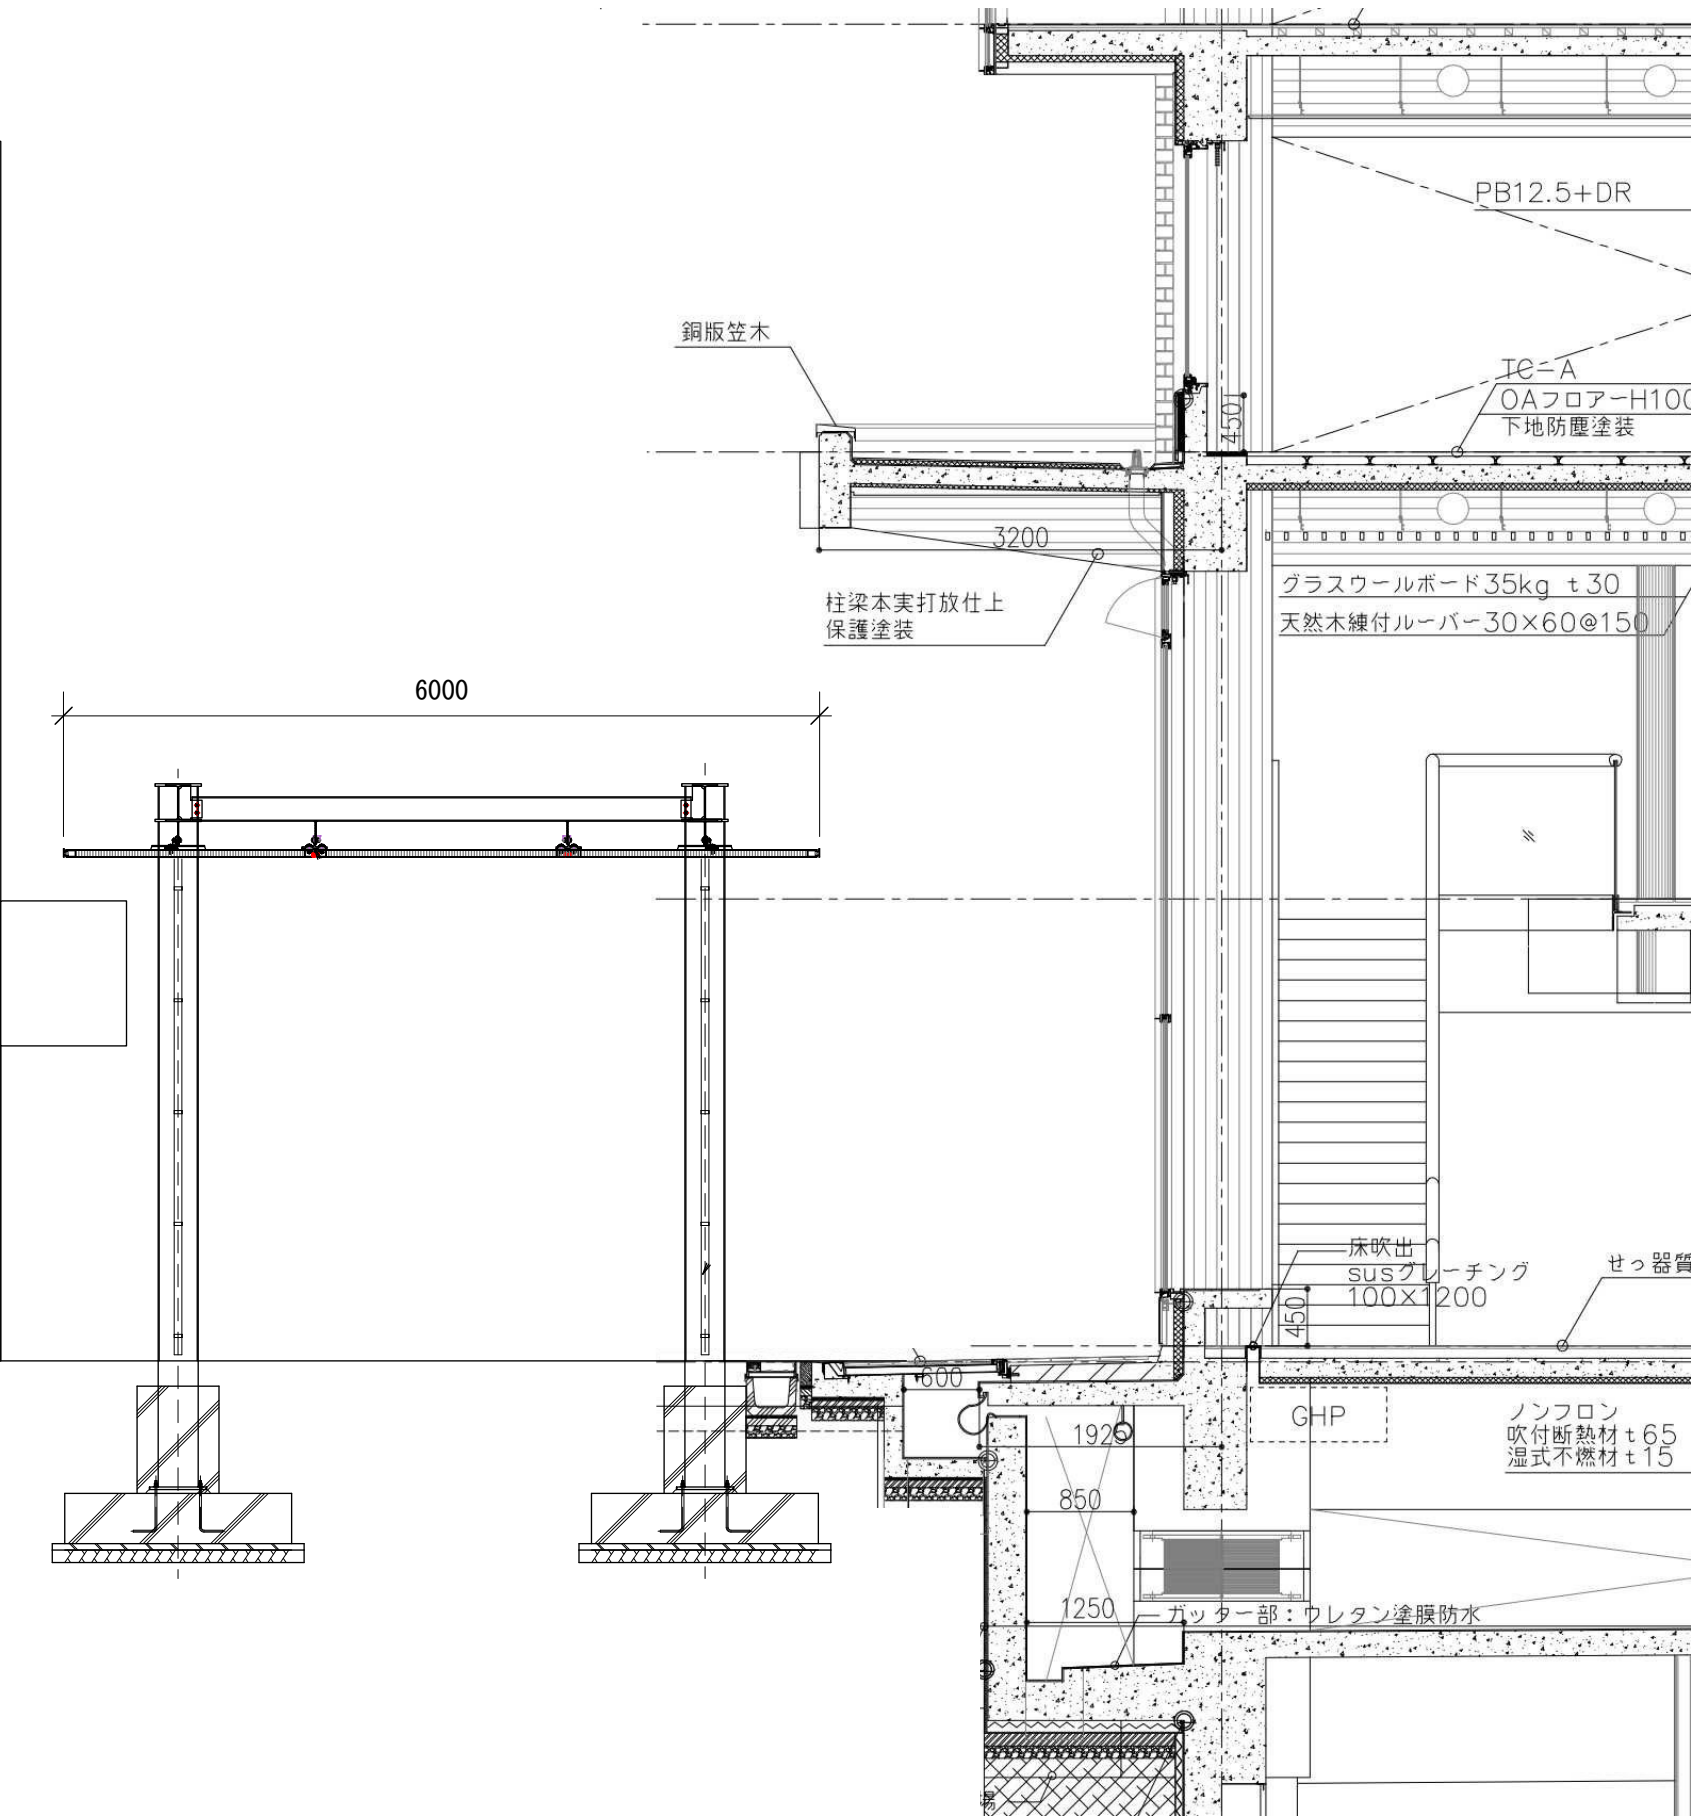 PB12.5+DR
銅版笠木
TC-A
OAフロアーH100
下地防塵塗装
450
3200
グラスウールボード35kg t30
天然木練付ルーバー30×60@150
柱梁本実打放仕上
保護塗装
6000
床吹出
susグレーチング
100×1200
せっ器質
450
600
GHP
1925
ノンフロン
吹付断熱材t65
湿式不燃材t15
850
1250
ガッター部：ウレタン塗膜防水